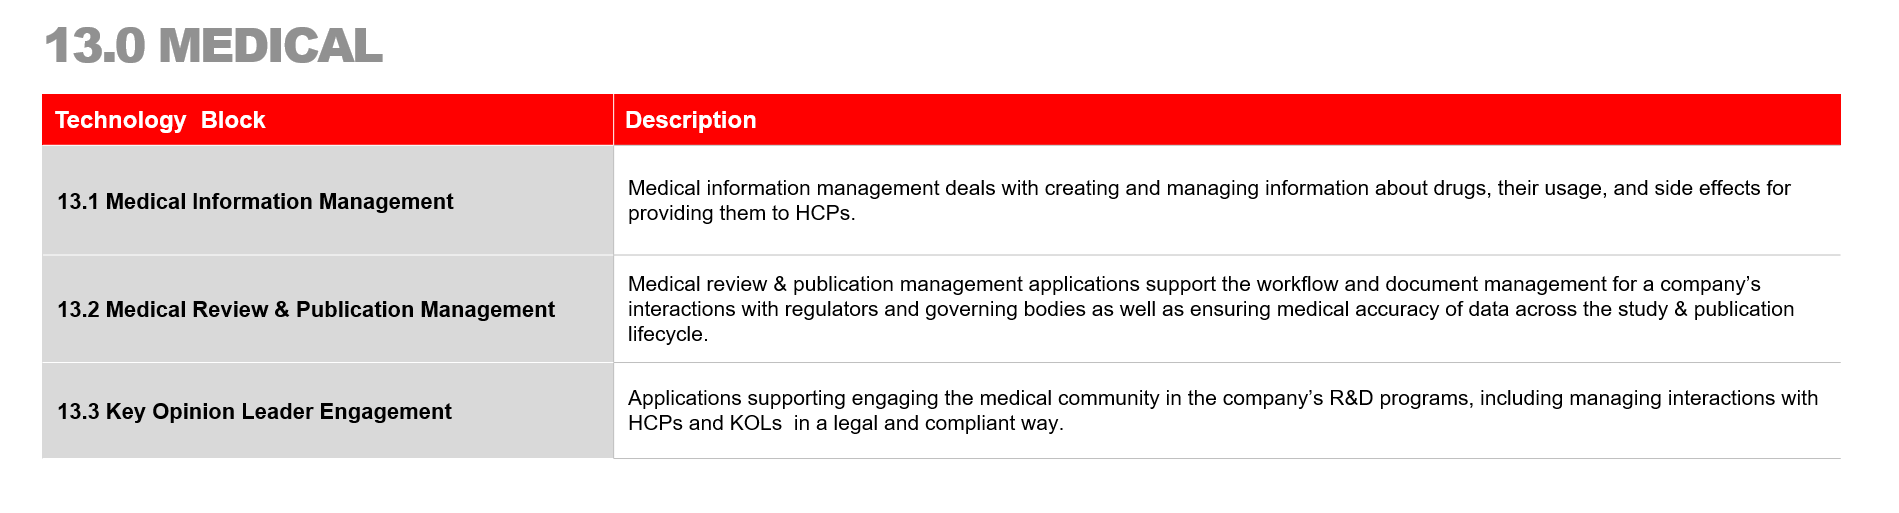 13.0 MEDICAL
Technology  Block
Description
13.1 Medical Information Management
Medical information management deals with creating and managing information about drugs, their usage, and side effects for
providing them to HCPs.
13.2 Medical Review & Publication Management
Medical review & publication management applications support the workflow and document management for a company’s
interactions with regulators and governing bodies as well as ensuring medical accuracy of data across the study & publication
lifecycle.
13.3 Key Opinion Leader Engagement
Applications supporting engaging the medical community in the company’s R&D programs, including managing interactions with
HCPs and KOLs  in a legal and compliant way.